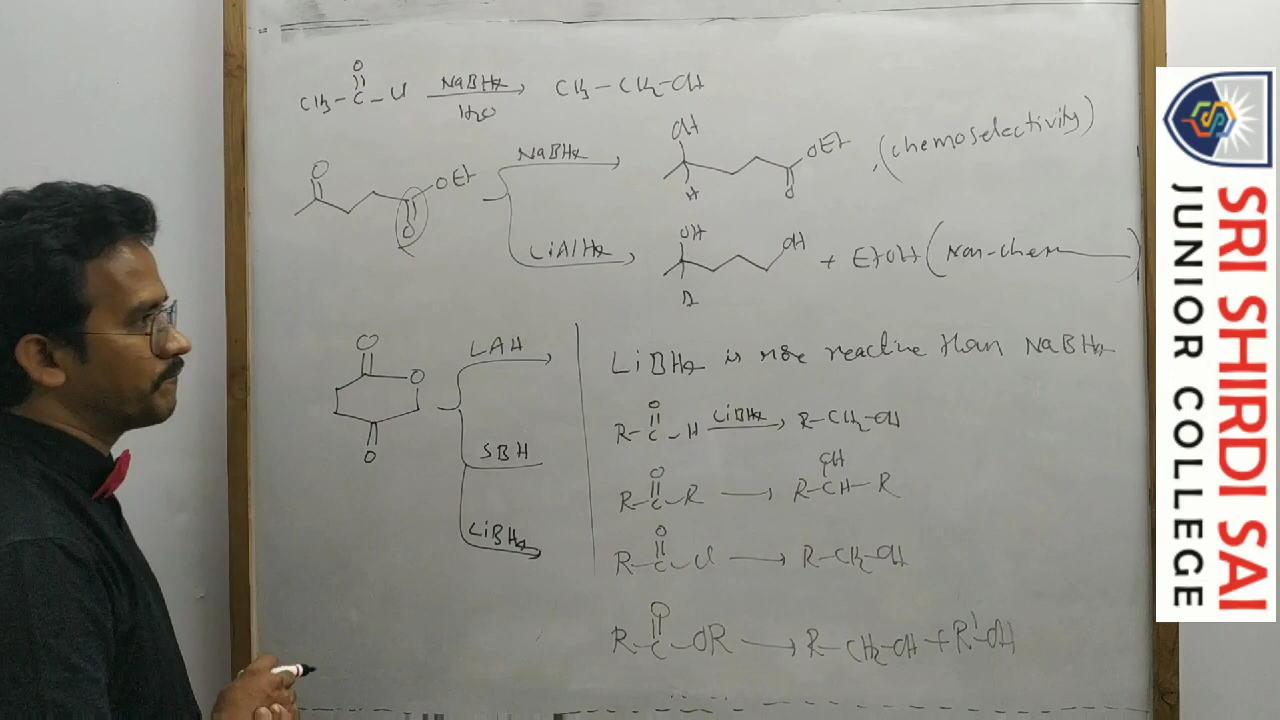 CH3-C-Cl NaBH4 CH3-CH2-OH
O
H2O
O OEt O NaBH4 OH H OEt O (chemoselectivity)
LiAlH4 OH OH + EtOH (Non-chem
O O O LAH
SBH
LiBH4
LiBH4 is more reactive than NaBH4
R-C-H LiBH4 R-CH2-OH
O
R-C-R R-CH-R
O OH
R-C-Cl R-CH2-OH
O
R-C-OR R-CH2-OH + R'-OH
O
SRI SHIRDI SAI
JUNIOR COLLEGE